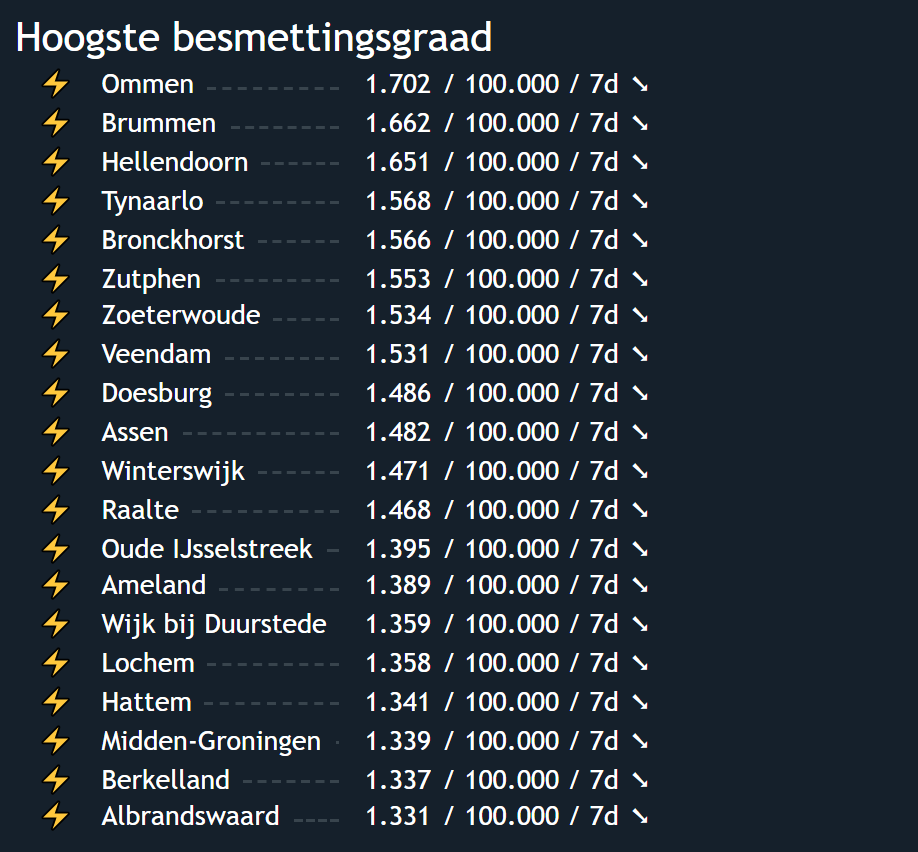 Hoogste besmettingsgraad
⚡ Ommen 1.702 / 100.000 / 7d ➘
⚡ Brummen 1.662 / 100.000 / 7d ➘
⚡ Hellendoorn 1.651 / 100.000 / 7d ➘
⚡ Tynaarlo 1.568 / 100.000 / 7d ➘
⚡ Bronckhorst 1.566 / 100.000 / 7d ➘
⚡ Zutphen 1.553 / 100.000 / 7d ➘
⚡ Zoeterwoude 1.534 / 100.000 / 7d ➘
⚡ Veendam 1.531 / 100.000 / 7d ➘
⚡ Doesburg 1.486 / 100.000 / 7d ➘
⚡ Assen 1.482 / 100.000 / 7d ➘
⚡ Winterswijk 1.471 / 100.000 / 7d ➘
⚡ Raalte 1.468 / 100.000 / 7d ➘
⚡ Oude IJsselstreek 1.395 / 100.000 / 7d ➘
⚡ Ameland 1.389 / 100.000 / 7d ➘
⚡ Wijk bij Duurstede 1.359 / 100.000 / 7d ➘
⚡ Lochem 1.358 / 100.000 / 7d ➘
⚡ Hattem 1.341 / 100.000 / 7d ➘
⚡ Midden-Groningen 1.339 / 100.000 / 7d ➘
⚡ Berkelland 1.337 / 100.000 / 7d ➘
⚡ Albrandswaard 1.331 / 100.000 / 7d ➘